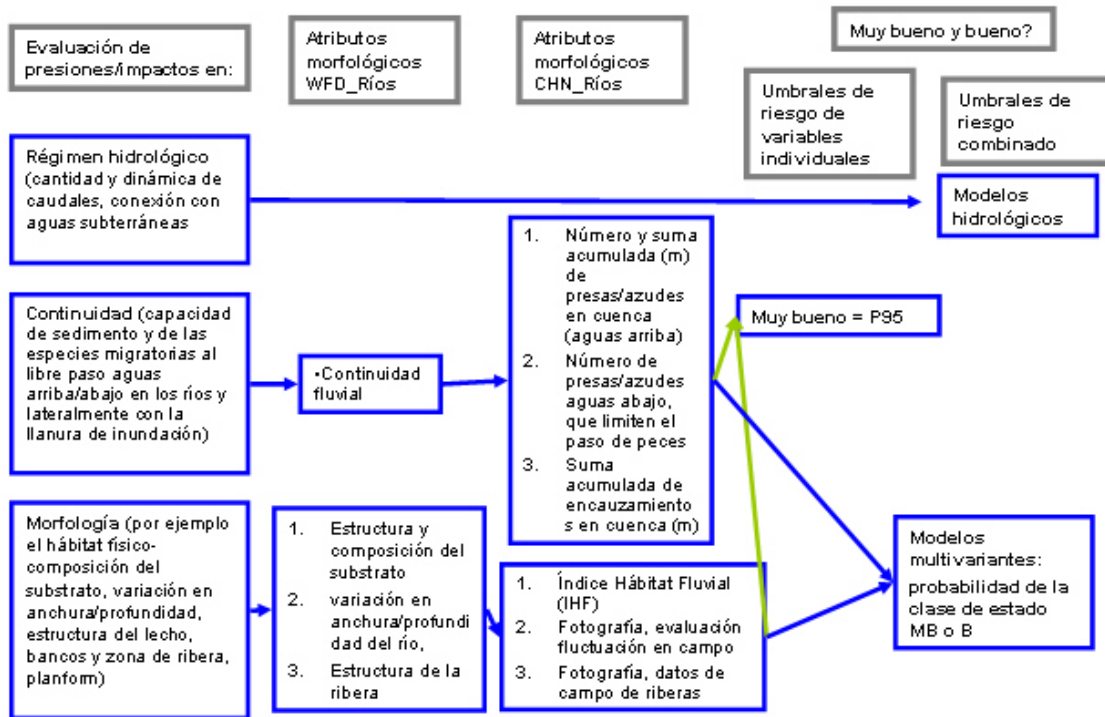 Evaluación de
presiones/impactos en:
Atributos
morfológicos
WFD_Ríos
Atributos
morfológicos
CHN_Ríos
Muy bueno y bueno?
Umbrales de
riesgo de
variables
individuales
Umbrales de
riesgo
combinado
Régimen hidrológico
(cantidad y dinámica de
caudales, conexión con
aguas subterráneas
Modelos
hidrológicos
Continuidad (capacidad
de sedimento y de las
especies migratorias al
libre paso aguas
arriba/abajo en los ríos y
lateralmente con la
llanura de inundación)
•Continuidad
fluvial
1. Número y suma
acumulada (m)
de
presas/azudes
en cuenca
(aguas arriba)
2. Número de
presas/azudes
aguas abajo,
que limiten el
paso de peces
3. Suma
acumulada de
encauzamiento
s en cuenca (m)
Muy bueno = P95
Morfología (por ejemplo
el hábitat físico-
composición del
substrato, variación en
anchura/profundidad,
estructura del lecho,
bancos y zona de ribera,
planform)
1. Estructura y
composición del
substrato
2. variación en
anchura/profundi
dad del río,
3. Estructura de la
ribera
1. Índice Hábitat Fluvial
(IHF)
2. Fotografía, evaluación
fluctuación en campo
3. Fotografía, datos de
campo de riberas
Modelos
multivariantes:
probabilidad de la
clase de estado
MB o B